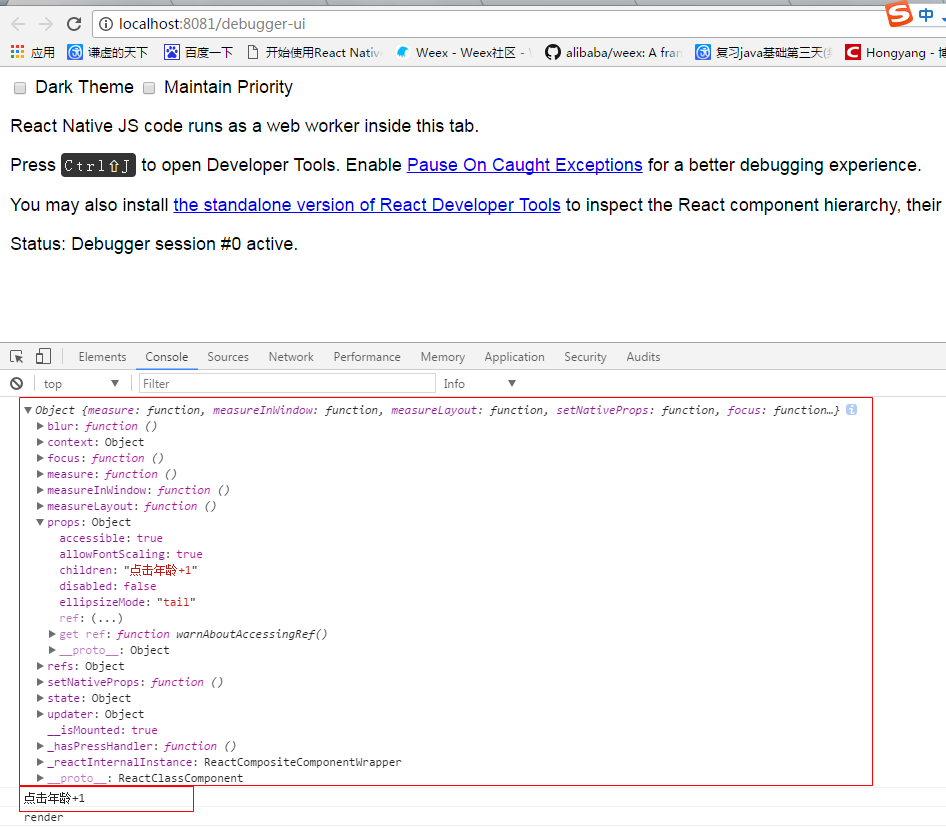 localhost:8081/debugger-ui
S 中
应用 谦虚的天下 百度一下 开始使用React Native Weex - Weex社区 - alibaba/weex: A fran 复习java基础第三天( C Hongyang - 博
Dark Theme Maintain Priority
React Native JS code runs as a web worker inside this tab.
Press Ctrl⇧J to open Developer Tools. Enable Pause On Caught Exceptions for a better debugging experience.
You may also install the standalone version of React Developer Tools to inspect the React component hierarchy, their
Status: Debugger session #0 active.
Elements Console Sources Network Performance Memory Application Security Audits
top ▼ Filter Info ▼
▼Object {measure: function, measureInWindow: function, measureLayout: function, setNativeProps: function, focus: function…} i
▶blur: function ()
▶context: Object
▶focus: function ()
▶measure: function ()
▶measureInWindow: function ()
▶measureLayout: function ()
▼props: Object
accessible: true
allowFontScaling: true
children: "点击年龄+1"
disabled: false
ellipsizeMode: "tail"
ref: (...)
▶get ref: function warnAboutAccessingRef()
▶__proto__: Object
▶refs: Object
▶setNativeProps: function ()
▶state: Object
▶updater: Object
__isMounted: true
▶_hasPressHandler: function ()
▶_reactInternalInstance: ReactCompositeComponentWrapper
▶__proto__: ReactClassComponent
点击年龄+1
render